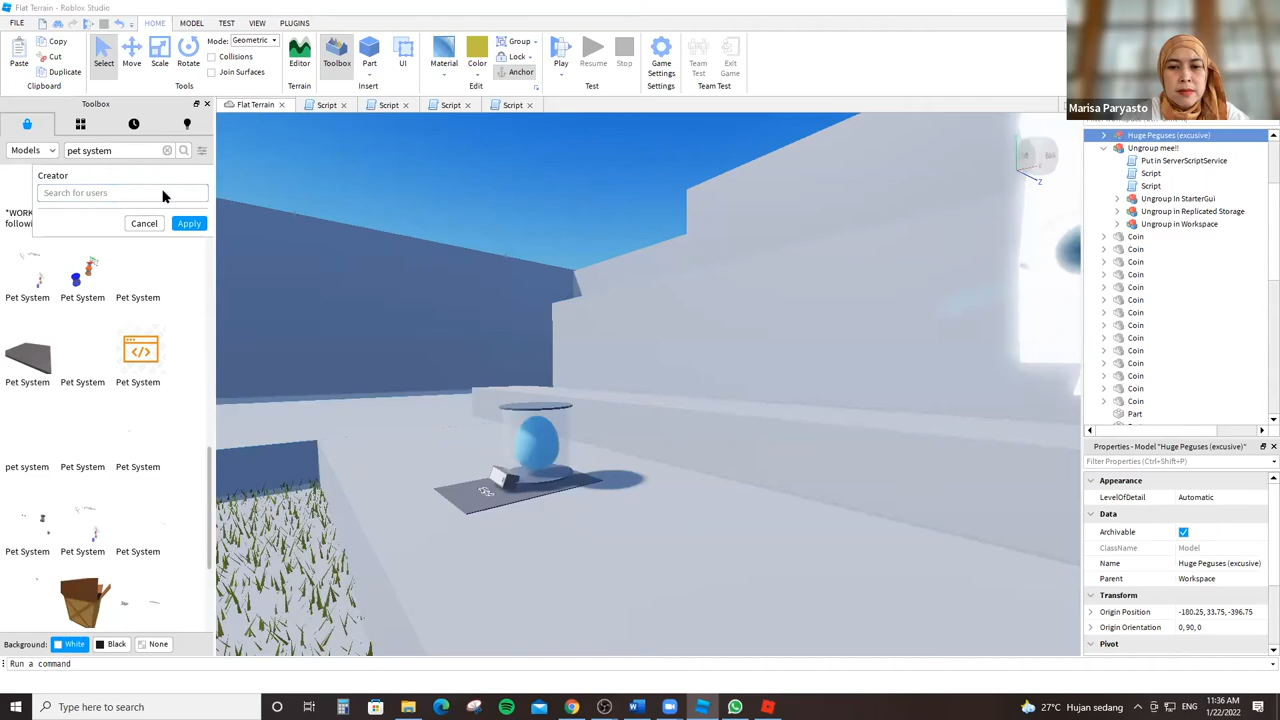 Flat Terrain - Roblox Studio
FILE HOME MODEL TEST VIEW PLUGINS
Paste Copy Cut Duplicate Clipboard
Select Move Scale Rotate Tools
Mode: Geometric
Collisions
Join Surfaces
Editor Terrain
Toolbox Part UI Insert
Material Color Group Lock Anchor Edit
Play Resume Stop Test
Game Settings Settings
Team Test Exit Game Team Test
Marisa Paryasto
Toolbox
Flat Terrain Script Script Script Script
Models pet system
Creator
Search for users
Cancel Apply
*WORK
follow
Pet System Pet System Pet System
Pet System Pet System Pet System
pet system Pet System Pet System
Pet System Pet System Pet System
Background: White Black None
Run a command
EGG
Huge Peguses (excusive)
Ungroup mee!!
Put in ServerScriptService
Script
Script
Ungroup In StarterGui
Ungroup in Replicated Storage
Ungroup in Workspace
Coin
Coin
Coin
Coin
Coin
Coin
Coin
Coin
Coin
Coin
Coin
Coin
Coin
Coin
Part
Properties - Model "Huge Peguses (excusive)"
Filter Properties (Ctrl+Shift+P)
Appearance
LevelOfDetail Automatic
Data
Archivable
ClassName Model
Name Huge Peguses (excusive)
Parent Workspace
Transform
Origin Position -180.25, 33.75, -396.75
Origin Orientation 0, 90, 0
Pivot
Type here to search
27°C Hujan sedang
11:36 AM
1/22/2022